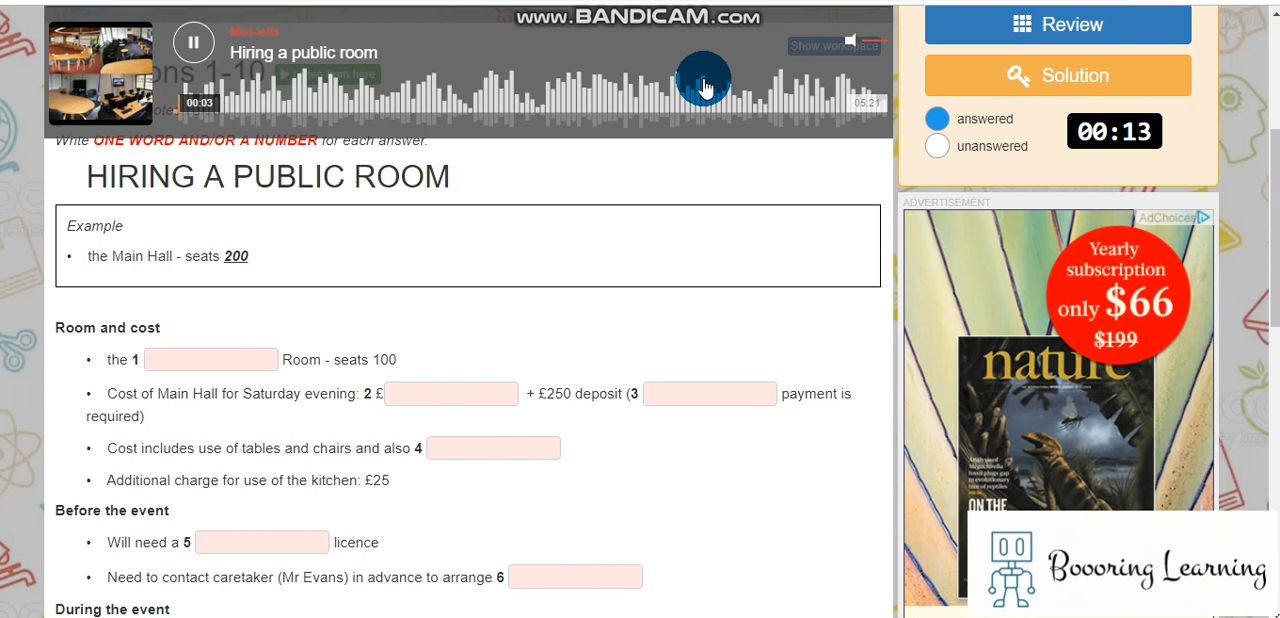 www.BANDICAM.com
Hiring a public room
Show workspace
00:03
05:21
Write ONE WORD AND/OR A NUMBER for each answer.
HIRING A PUBLIC ROOM
Example
• the Main Hall - seats 200
Room and cost
• the 1 Room - seats 100
• Cost of Main Hall for Saturday evening: 2 £ + £250 deposit (3 payment is
required)
• Cost includes use of tables and chairs and also 4
• Additional charge for use of the kitchen: £25
Before the event
• Will need a 5 licence
• Need to contact caretaker (Mr Evans) in advance to arrange 6
During the event
Review
Solution
answered
unanswered
00:13
ADVERTISEMENT
AdChoices
Yearly
subscription
only $66
$199
nature
ON THE
Boooring Learning